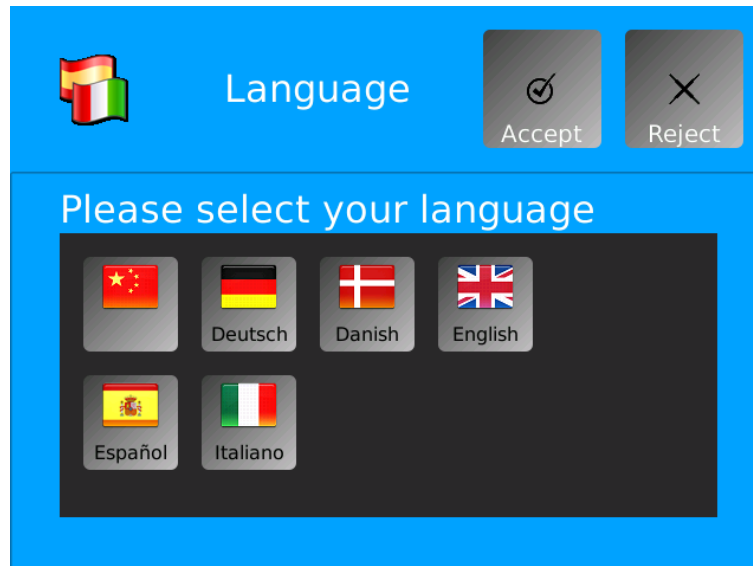 Language
Accept
Reject
Please select your language
Deutsch
Danish
English
Español
Italiano